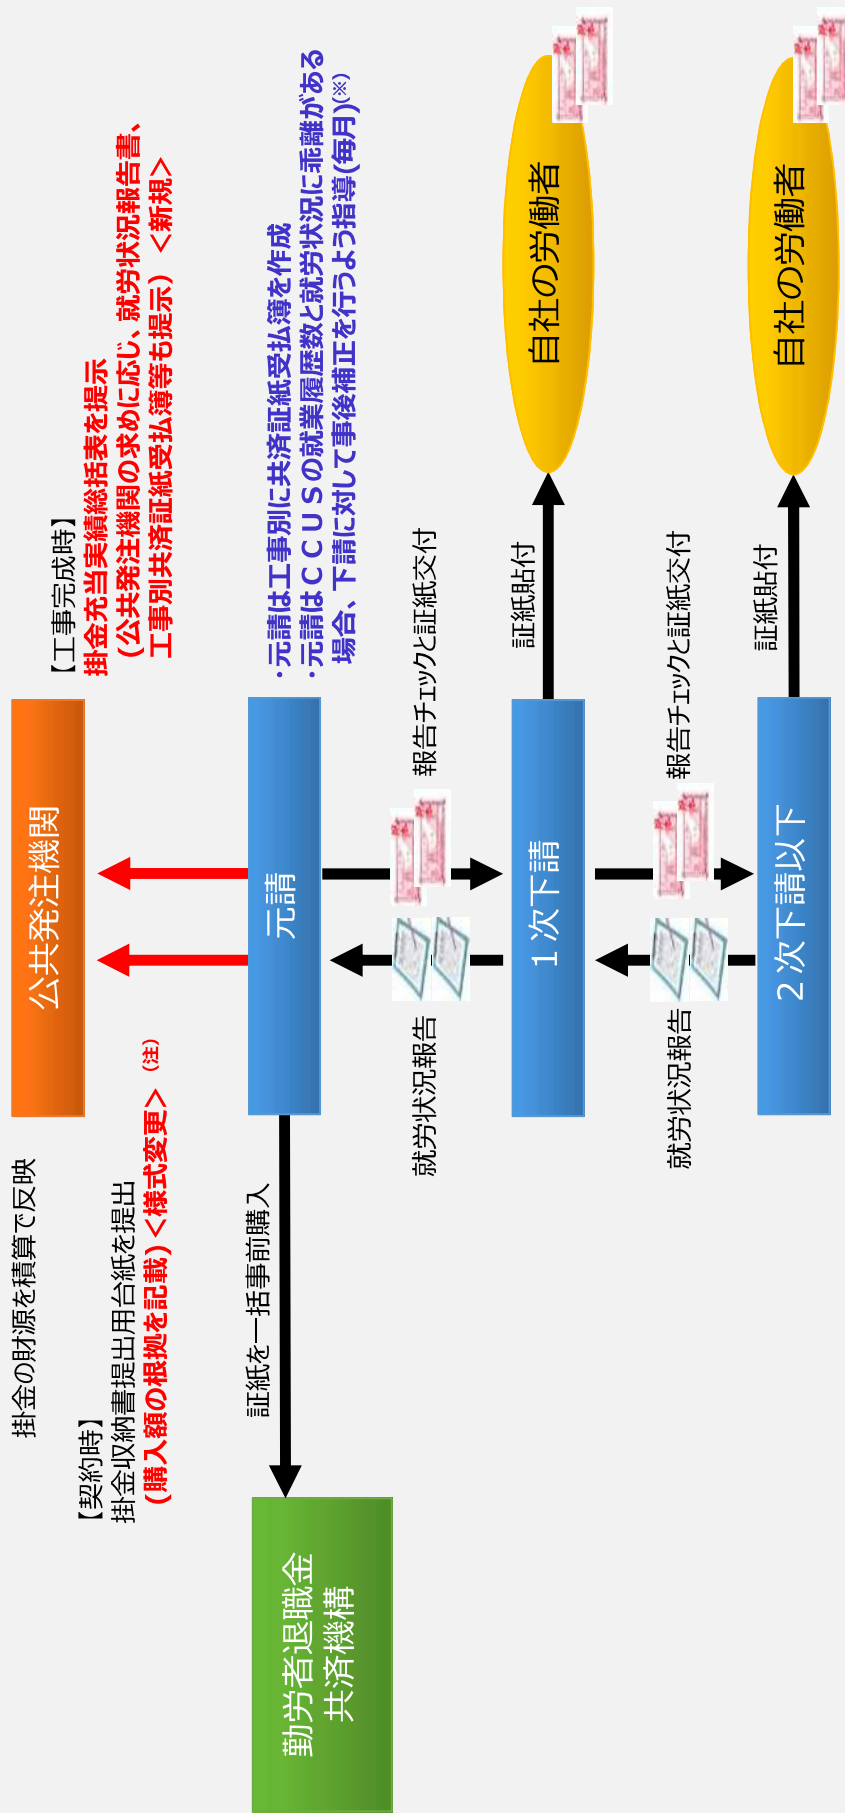 掛金の財源を積算で反映
公共発注機関
【契約時】
掛金収納書提出用台紙を提出
(購入額の根拠を記載)＜様式変更＞(注)
【工事完成時】
掛金充当実績総括表を提示
(公共発注機関の求めに応じ、就労状況報告書、
工事別共済証紙受払簿等も提示）＜新規＞
勤労者退職金
共済機構
証紙を一括事前購入
元請
・元請は工事別に共済証紙受払簿を作成
・元請はＣＣＵＳの就業履歴数と就労状況に乖離がある
場合、下請に対して事後補正を行うよう指導(毎月)(※)
就労状況報告
報告チェックと証紙交付
１次下請
証紙貼付
自社の労働者
就労状況報告
報告チェックと証紙交付
２次下請以下
証紙貼付
自社の労働者